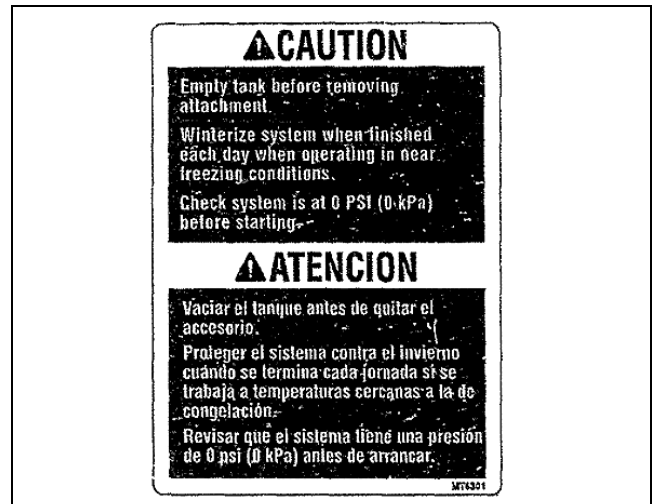 CAUTION
Empty tank before removing
attachment.
Winterize system when finished
each day when operating in near
freezing conditions.
Check system is at 0 PSI (0 kPa)
before starting.
ATENCION
Vaciar el tanque antes de quitar el
accesorio.
Proteger el sistema contra el invierno
cuándo se termina cada jornada si se
trabaja a temperaturas cercanas a la de
congelación.
Revisar que el sistema tiene una presión
de 0 psi (0 kPa) antes de arrancar.
MT6301